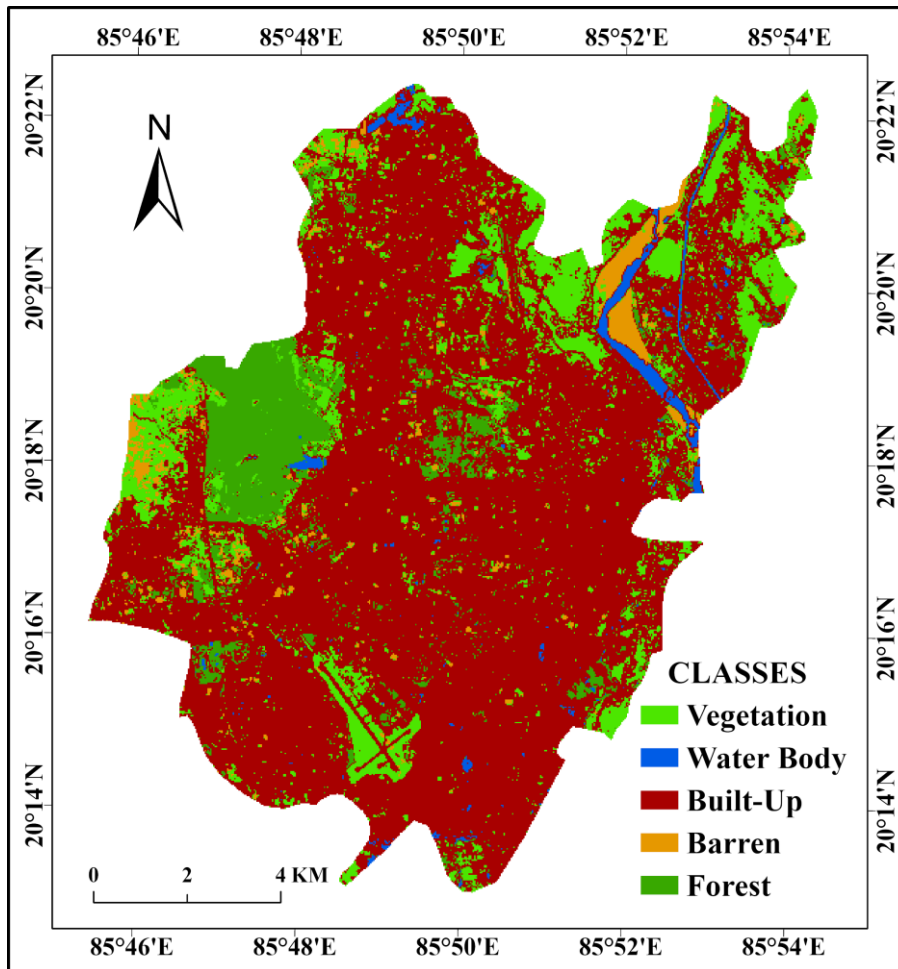 85°46'E 85°48'E 85°50'E 85°52'E 85°54'E
20°22'N 20°22'N
N
20°20'N 20°20'N
20°18'N 20°18'N
20°16'N 20°16'N
CLASSES
Vegetation
Water Body
Built-Up
Barren
Forest
20°14'N 20°14'N
0 2 4 KM
85°46'E 85°48'E 85°50'E 85°52'E 85°54'E